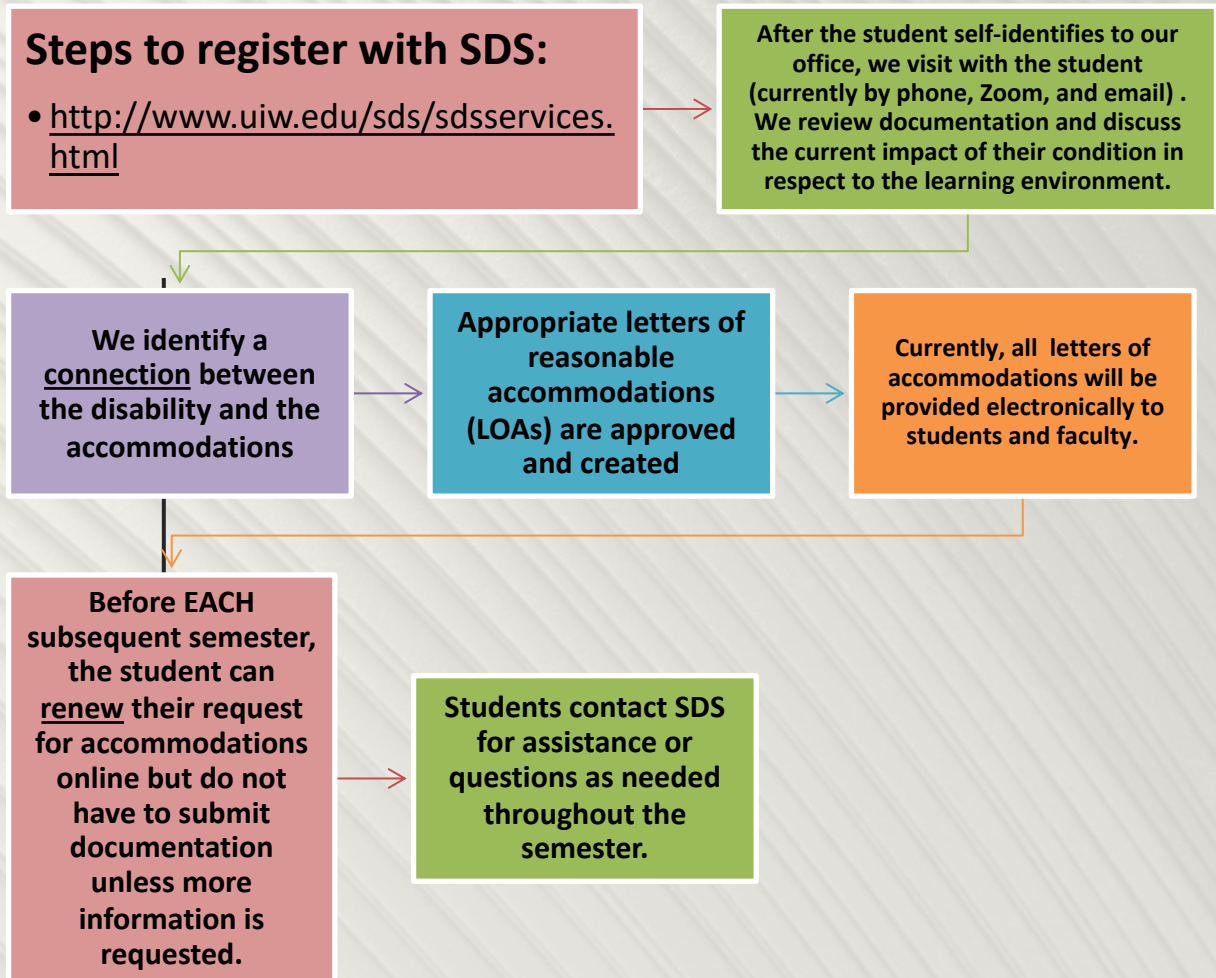 Steps to register with SDS:
• http://www.uiw.edu/sds/sdsservices.
html
After the student self-identifies to our
office, we visit with the student
(currently by phone, Zoom, and email) .
We review documentation and discuss
the current impact of their condition in
respect to the learning environment.
We identify a
connection between
the disability and the
accommodations
Appropriate letters of
reasonable
accommodations
(LOAs) are approved
and created
Currently, all letters of
accommodations will be
provided electronically to
students and faculty.
Before EACH
subsequent semester,
the student can
renew their request
for accommodations
online but do not
have to submit
documentation
unless more
information is
requested.
Students contact SDS
for assistance or
questions as needed
throughout the
semester.